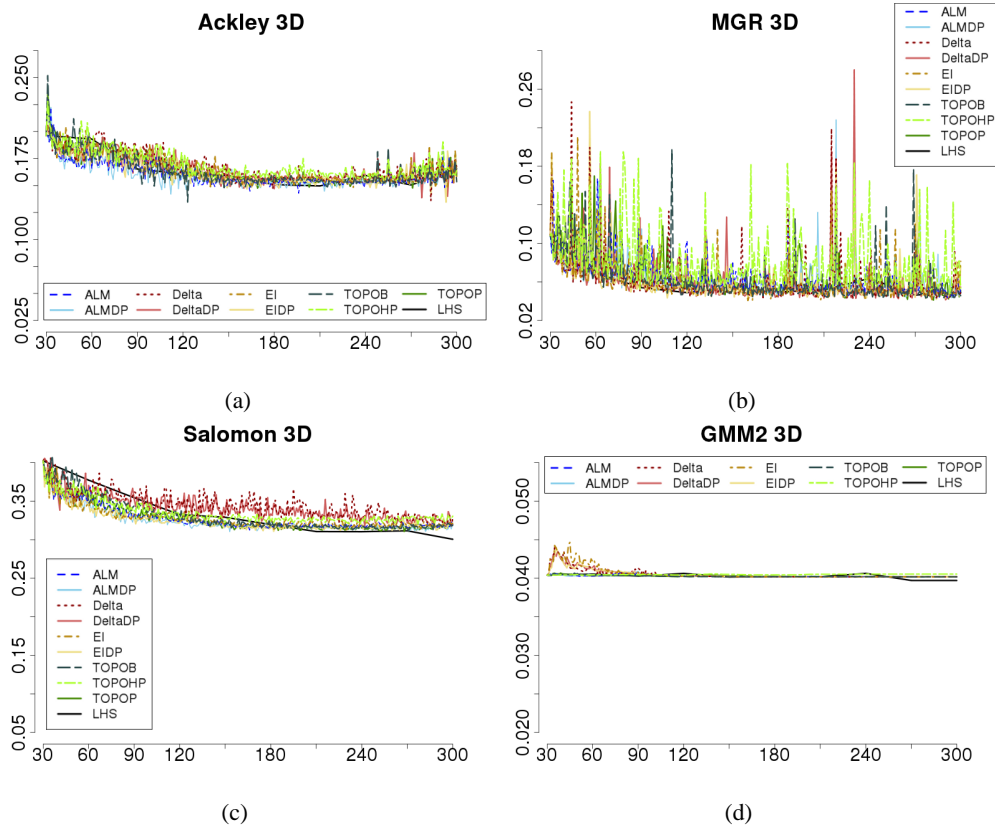 Ackley 3D
0.250
0.175
0.100
0.025
ALM Delta EI TOPOB TOPOP
ALMDP DeltaDP EIDP TOPOHP LHS
30 60 90 120 180 240 300
(a)
MGR 3D
0.26
0.18
0.10
0.02
ALM
ALMDP
Delta
DeltaDP
EI
EIDP
TOPOB
TOPOHP
TOPOP
LHS
30 60 90 120 180 240 300
(b)
Salomon 3D
0.35
0.25
0.15
0.05
ALM
ALMDP
Delta
DeltaDP
EI
EIDP
TOPOB
TOPOHP
TOPOP
LHS
30 60 90 120 180 240 300
(c)
GMM2 3D
ALM Delta EI TOPOB TOPOP
ALMDP DeltaDP EIDP TOPOHP LHS
0.050
0.040
0.030
0.020
30 60 90 120 180 240 300
(d)